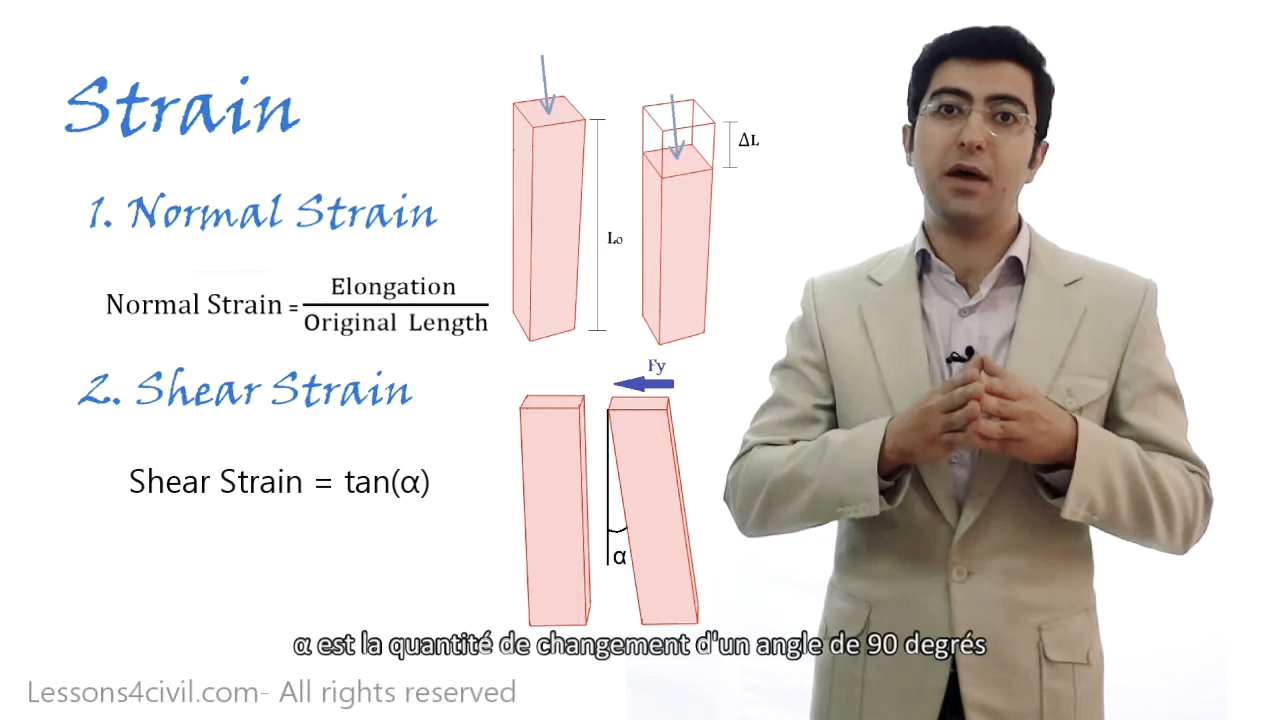 Strain
1. Normal Strain
Normal Strain = Elongation
Original Length
ΔL
Lo
2. Shear Strain
Fy
Shear Strain = tan(α)
α
α est la quantité de changement d'un angle de 90 degrés
Lessons4civil.com- All rights reserved